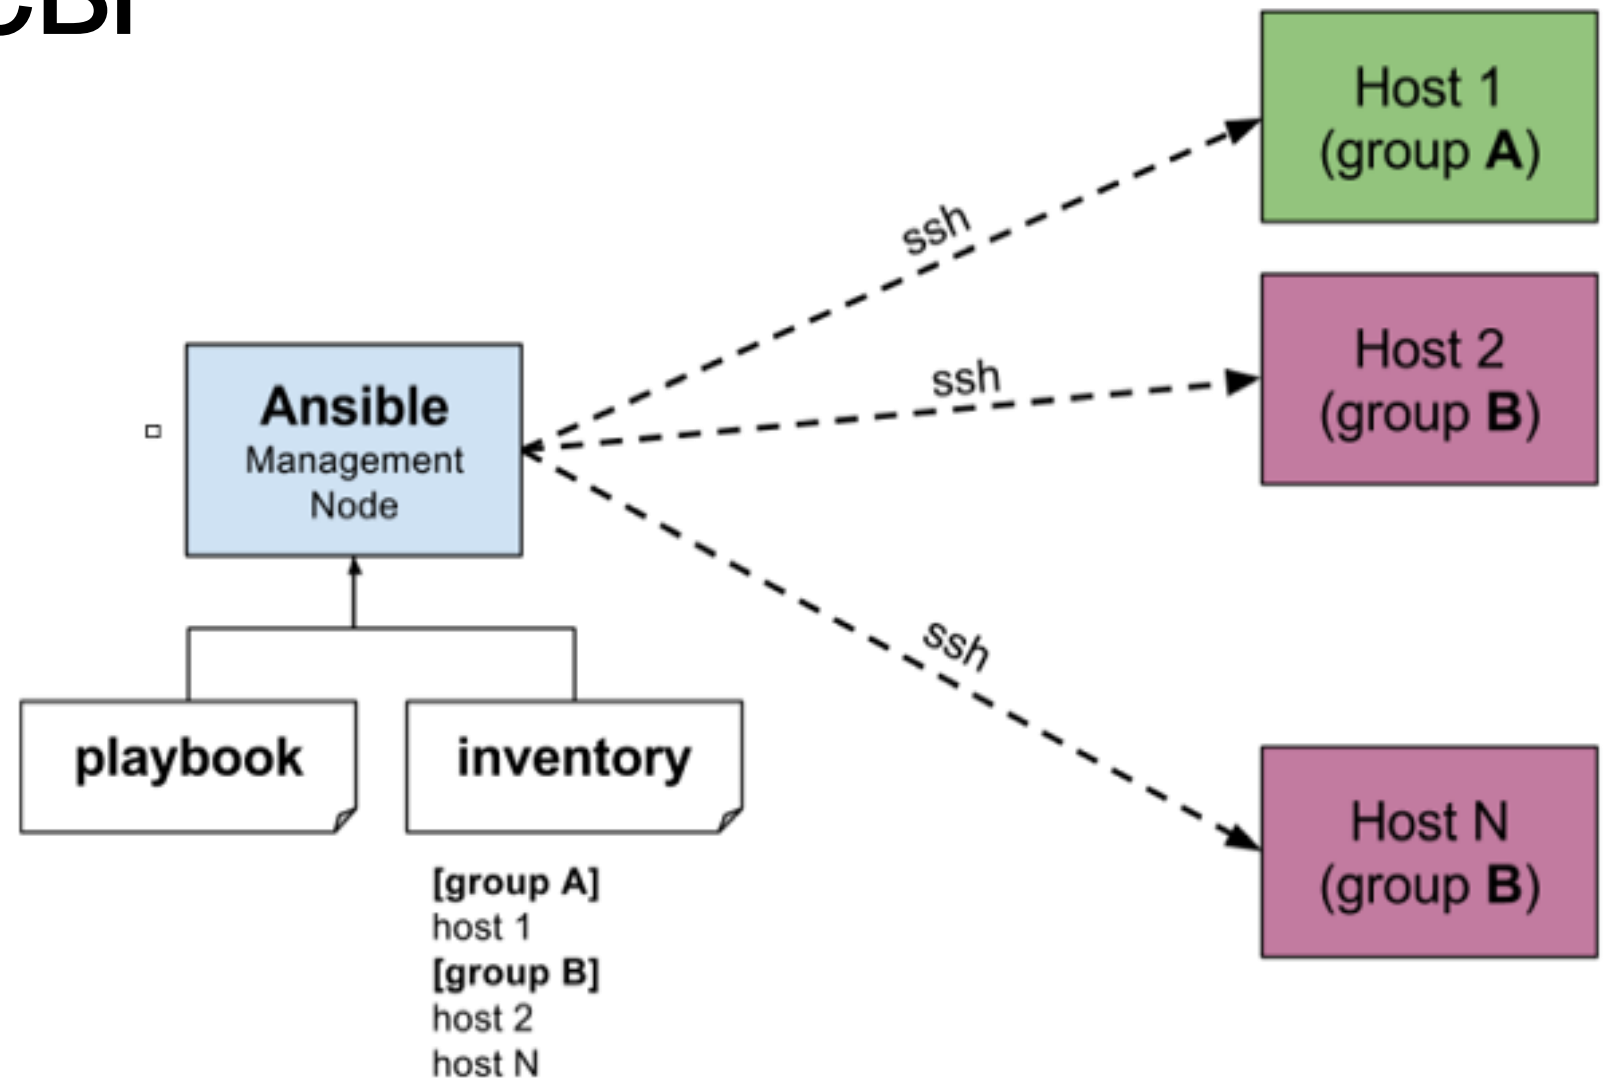 Host 1
(group A)
ssh
Host 2
(group B)
ssh
Ansible
Management
Node
ssh
playbook
inventory
Host N
(group B)
[group A]
host 1
[group B]
host 2
host N